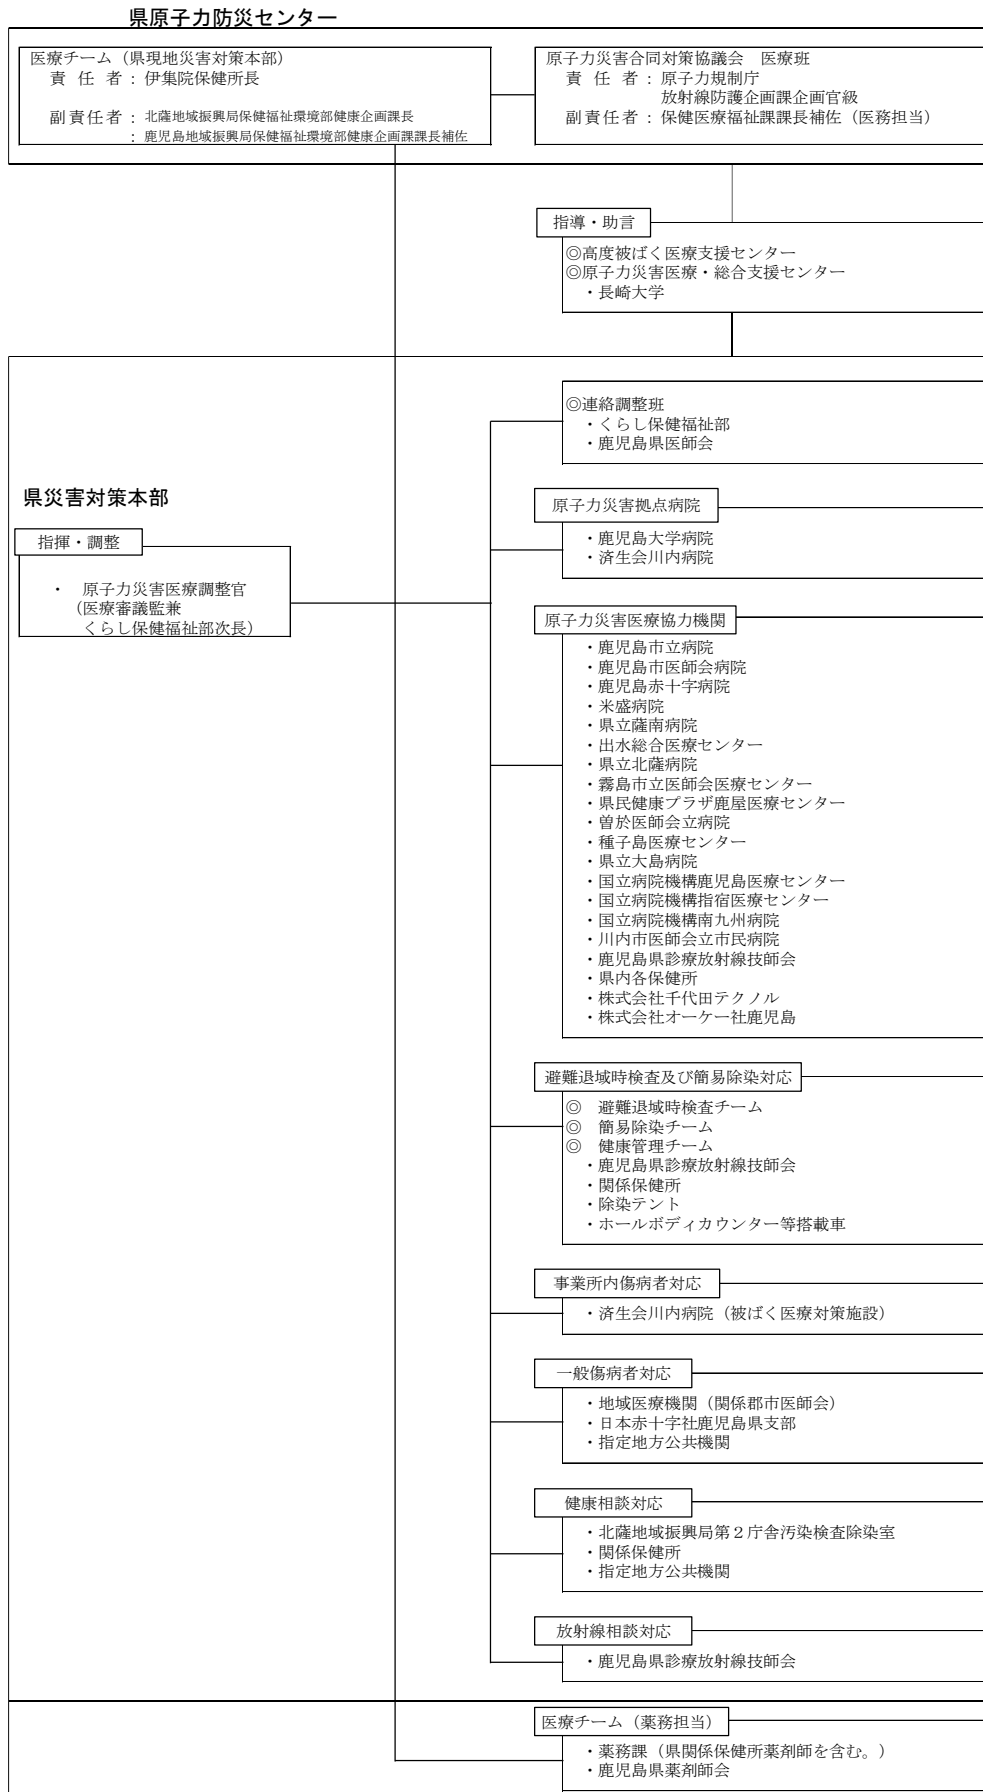 県原子力防災センター
医療チーム（県現地災害対策本部）
責 任 者 ： 伊集院保健所長
副責任者 ： 北薩地域振興局保健福祉環境部健康企画課長
： 鹿児島地域振興局保健福祉環境部健康企画課課長補佐
原子力災害合同対策協議会　医療班
責 任 者 ： 原子力規制庁
放射線防護企画課企画官級
副責任者 ： 保健医療福祉課課長補佐（医務担当）
指導・助言
◎高度被ばく医療支援センター
◎原子力災害医療・総合支援センター
・長崎大学
◎連絡調整班
・くらし保健福祉部
・鹿児島県医師会
県災害対策本部
指揮・調整
・　原子力災害医療調整官
（医療審議監兼
くらし保健福祉部次長）
原子力災害拠点病院
・鹿児島大学病院
・済生会川内病院
原子力災害医療協力機関
・鹿児島市立病院
・鹿児島市医師会病院
・鹿児島赤十字病院
・米盛病院
・県立薩南病院
・出水総合医療センター
・県立北薩病院
・霧島市立医師会医療センター
・県民健康プラザ鹿屋医療センター
・曽於医師会立病院
・種子島医療センター
・県立大島病院
・国立病院機構鹿児島医療センター
・国立病院機構指宿医療センター
・国立病院機構南九州病院
・川内市医師会立市民病院
・鹿児島県診療放射線技師会
・県内各保健所
・株式会社千代田テクノル
・株式会社オーケー社鹿児島
避難退域時検査及び簡易除染対応
◎　避難退域時検査チーム
◎　簡易除染チーム
◎　健康管理チーム
・鹿児島県診療放射線技師会
・関係保健所
・除染テント
・ホールボディカウンター等搭載車
事業所内傷病者対応
・済生会川内病院（被ばく医療対策施設）
一般傷病者対応
・地域医療機関（関係郡市医師会）
・日本赤十字社鹿児島県支部
・指定地方公共機関
健康相談対応
・北薩地域振興局第２庁舎汚染検査除染室
・関係保健所
・指定地方公共機関
放射線相談対応
・鹿児島県診療放射線技師会
医療チーム（薬務担当）
・薬務課（県関係保健所薬剤師を含む。）
・鹿児島県薬剤師会